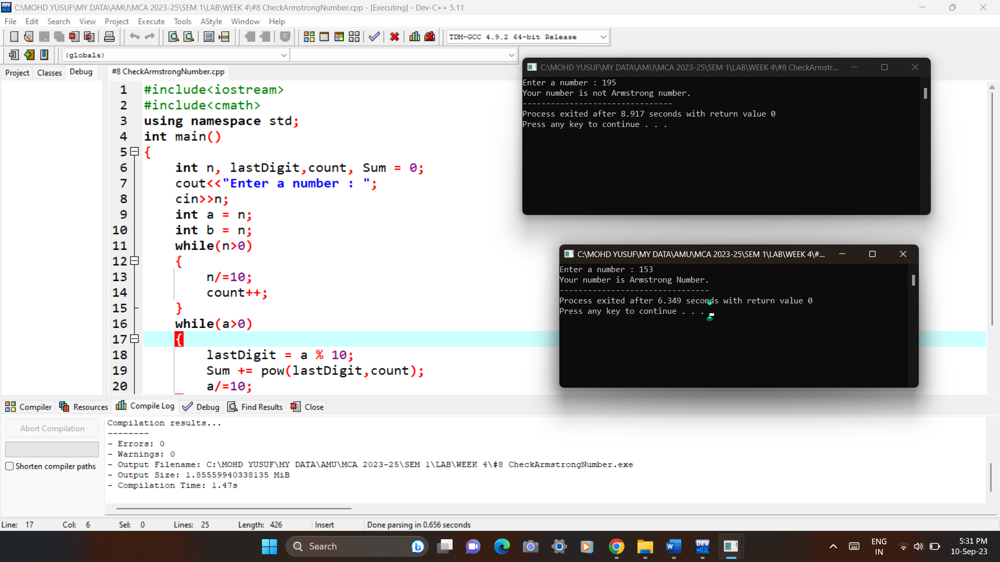 C:\MOHD YUSUF\MY DATA\AMU\MCA 2023-25\SEM 1\LAB\WEEK 4\#8 CheckArmstrongNumber.cpp - [Executing] - Dev-C++ 5.11
File Edit Search View Project Execute Tools AStyle Window Help
TDM-GCC 4.9.2 64-bit Release
(globals)
Project Classes Debug
#8 CheckArmstrongNumber.cpp
1 #include<iostream>
2 #include<cmath>
3 using namespace std;
4 int main()
5 {
6 int n, lastDigit,count, Sum = 0;
7 cout<<"Enter a number : ";
8 cin>>n;
9 int a = n;
10 int b = n;
11 while(n>0)
12 {
13 n/=10;
14 count++;
15 }
16 while(a>0)
17 {
18 lastDigit = a % 10;
19 Sum += pow(lastDigit,count);
20 a/=10;
C:\MOHD YUSUF\MY DATA\AMU\MCA 2023-25\SEM 1\LAB\WEEK 4\#8 CheckArmstr...
Enter a number : 195
Your number is not Armstrong number.
--------------------------------
Process exited after 8.917 seconds with return value 0
Press any key to continue . . .
C:\MOHD YUSUF\MY DATA\AMU\MCA 2023-25\SEM 1\LAB\WEEK 4\#...
Enter a number : 153
Your number is Armstrong Number.
--------------------------------
Process exited after 6.349 seconds with return value 0
Press any key to continue . . .
Compiler Resources Compile Log Debug Find Results Close
Abort Compilation
Shorten compiler paths
Compilation results...
--------
- Errors: 0
- Warnings: 0
- Output Filename: C:\MOHD YUSUF\MY DATA\AMU\MCA 2023-25\SEM 1\LAB\WEEK 4\#8 CheckArmstrongNumber.exe
- Output Size: 1.85559940338135 MiB
- Compilation Time: 1.47s
Line: 17 Col: 6 Sel: 0 Lines: 25 Length: 426 Insert Done parsing in 0.656 seconds
Search
DEV C++
ENG
IN
5:31 PM
10-Sep-23